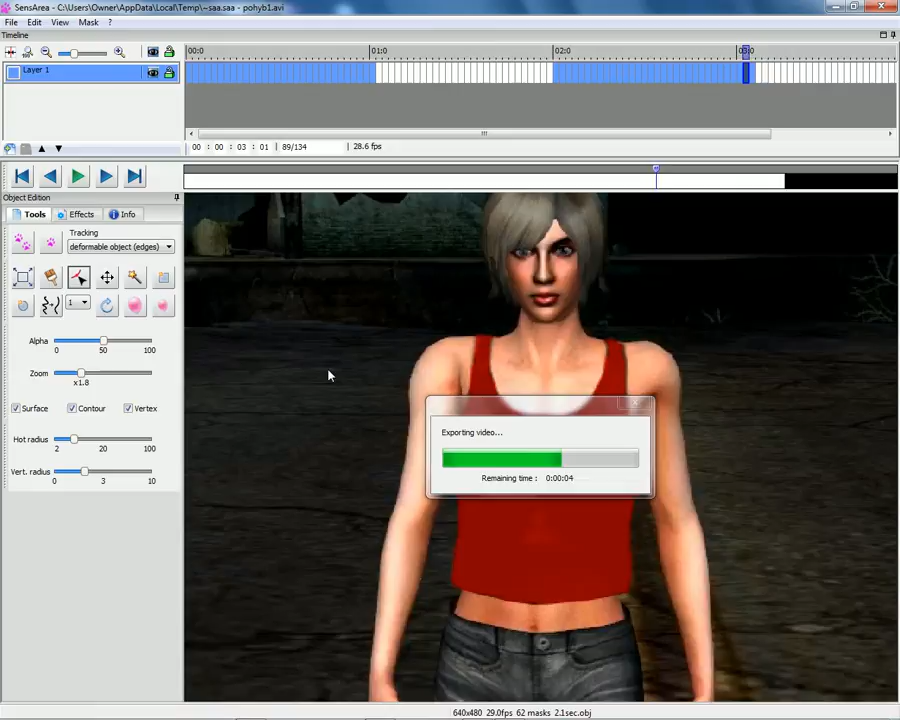 SensArea - C:\Users\Owner\AppData\Local\Temp\~saa.saa - pohyb1.avi
File Edit View Mask ?
Timeline
00:0 01:0 02:0 03:0
Layer 1
00 : 00 : 03 : 01 89/134 28.6 fps
Object Edition
Tools Effects Info
Tracking
deformable object (edges)
1
Alpha
0 50 100
Zoom
x1.8
Surface Contour Vertex
Hot radius
2 20 100
Vert. radius
0 3 10
Exporting video...
Remaining time : 0:00:04
640x480 29.0fps 62 masks 2.1sec.obj